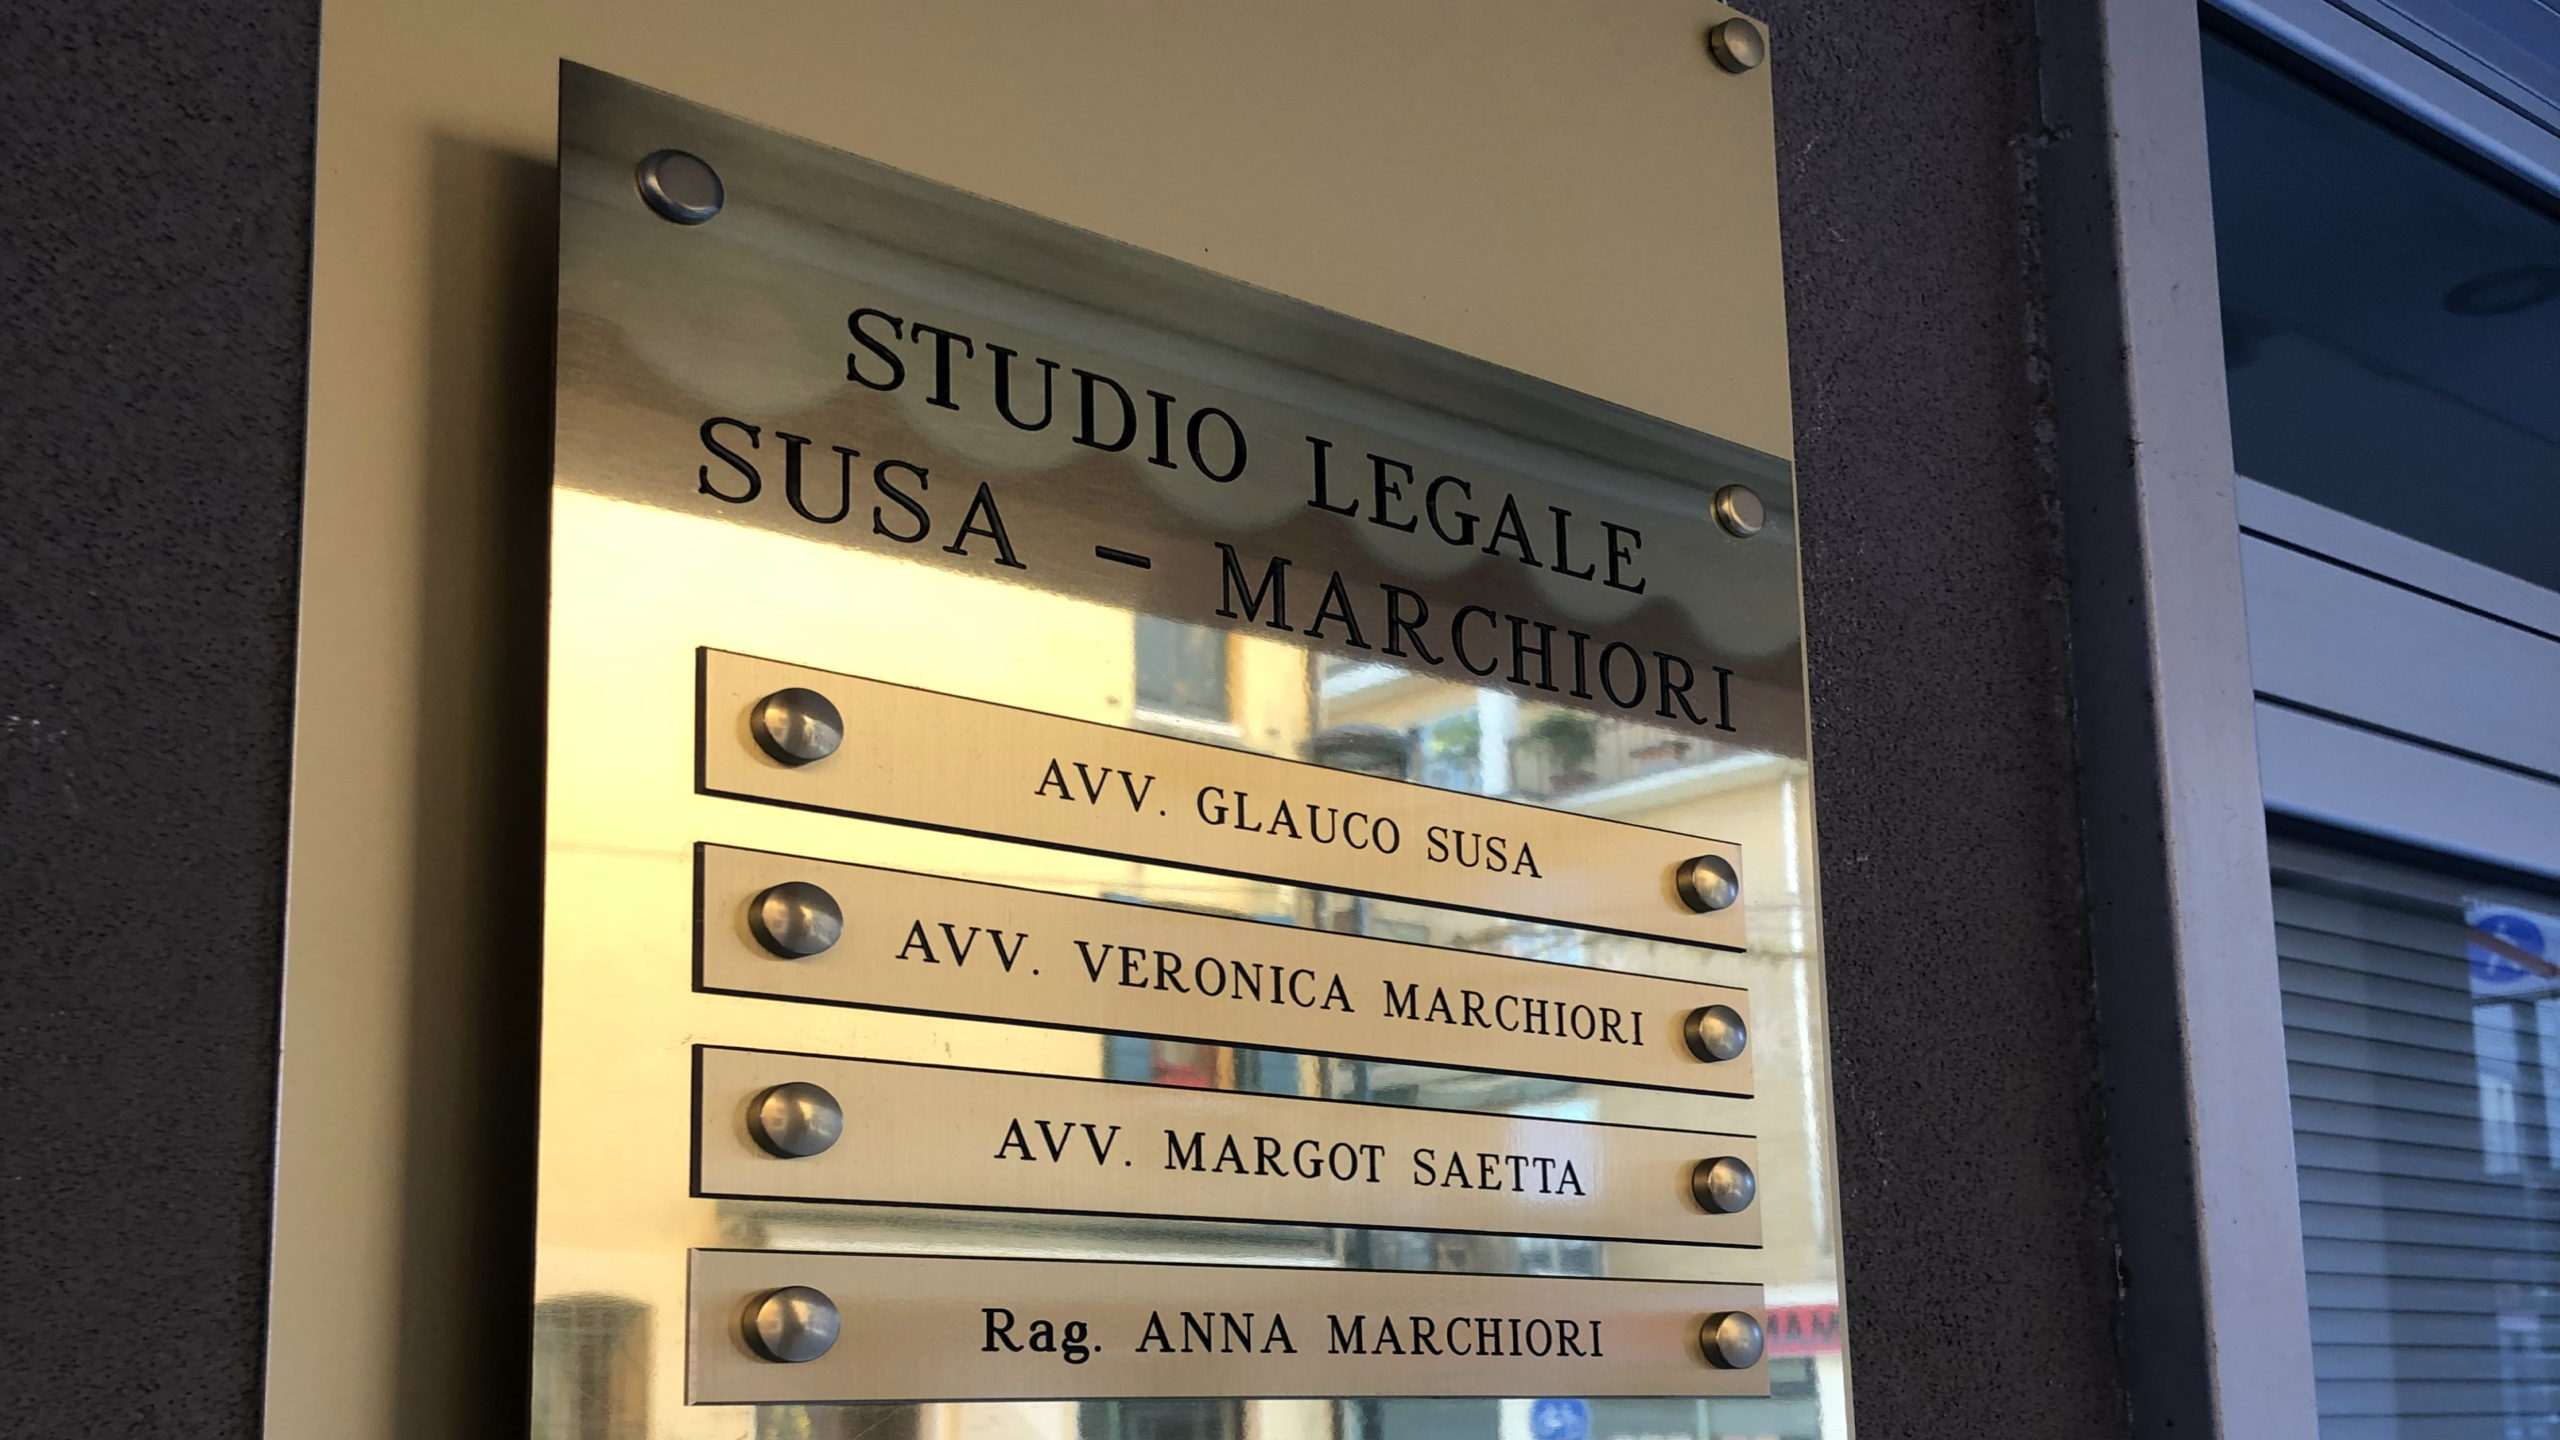 STUDIO LEGALE
SUSA – MARCHIORI
AVV. GLAUCO SUSA
AVV. VERONICA MARCHIORI
AVV. MARGOT SAETTA
Rag. ANNA MARCHIORI